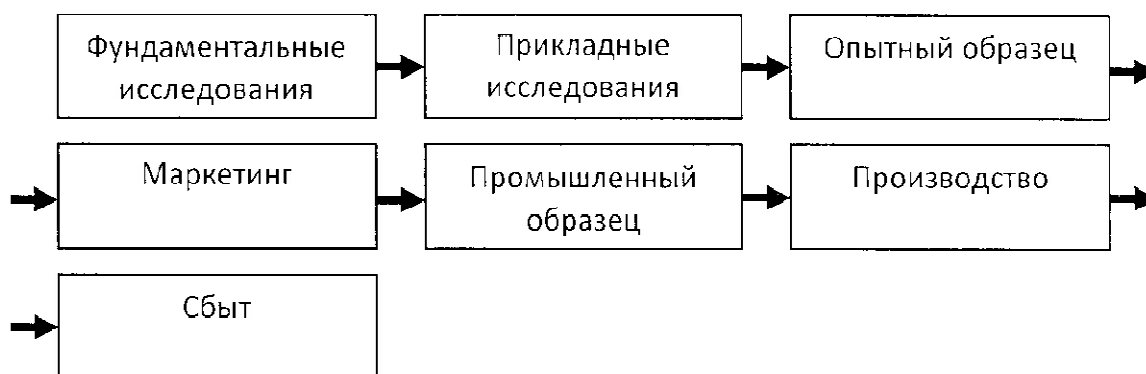 Фундаментальные
исследования
Прикладные
исследования
Опытный образец
Маркетинг
Промышленный
образец
Производство
Сбыт